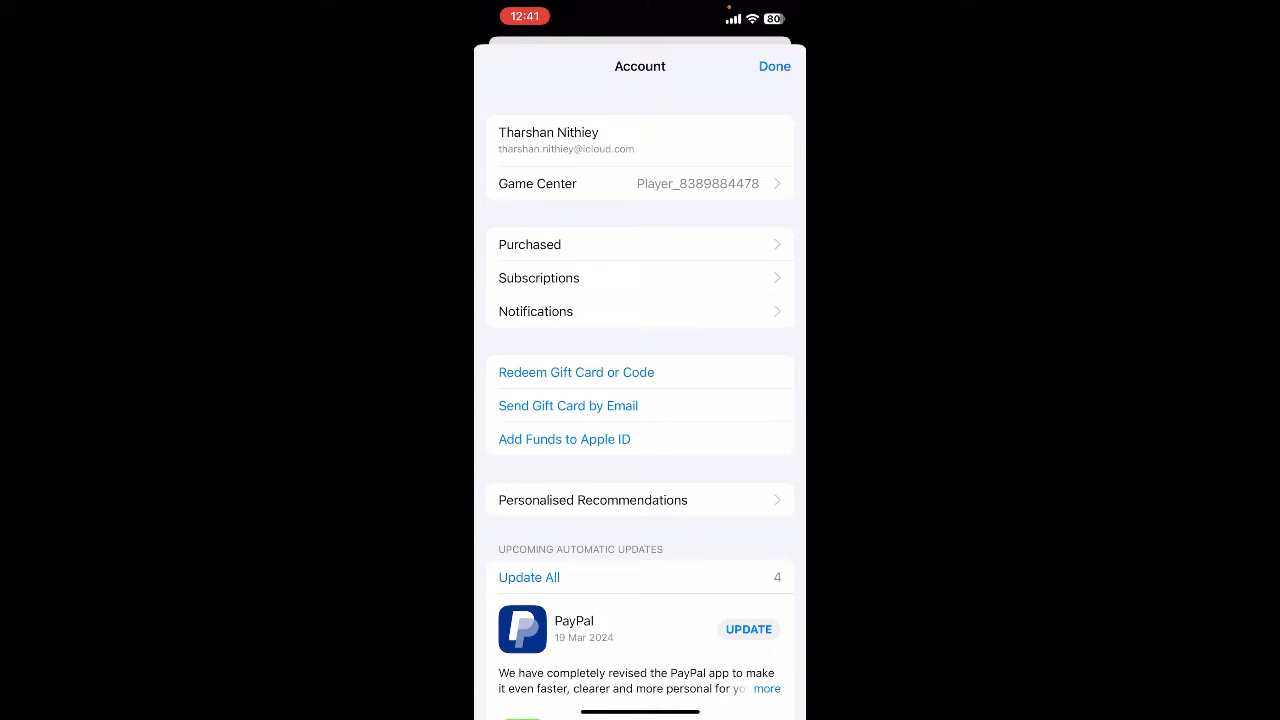 12:41
80
Account
Done
Tharshan Nithiey
tharshan.nithiey@icloud.com
Game Center
Player_8389884478
Purchased
Subscriptions
Notifications
Redeem Gift Card or Code
Send Gift Card by Email
Add Funds to Apple ID
Personalised Recommendations
UPCOMING AUTOMATIC UPDATES
Update All
4
PayPal
UPDATE
19 Mar 2024
We have completely revised the PayPal app to make
it even faster, clearer and more personal for yo more